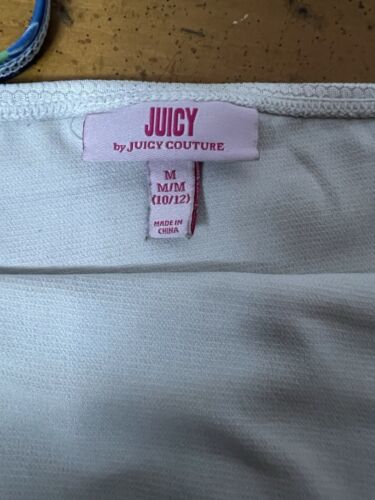 JUICY
by JUICY COUTURE
M
M/M
(10/12)
MADE IN
CHINA